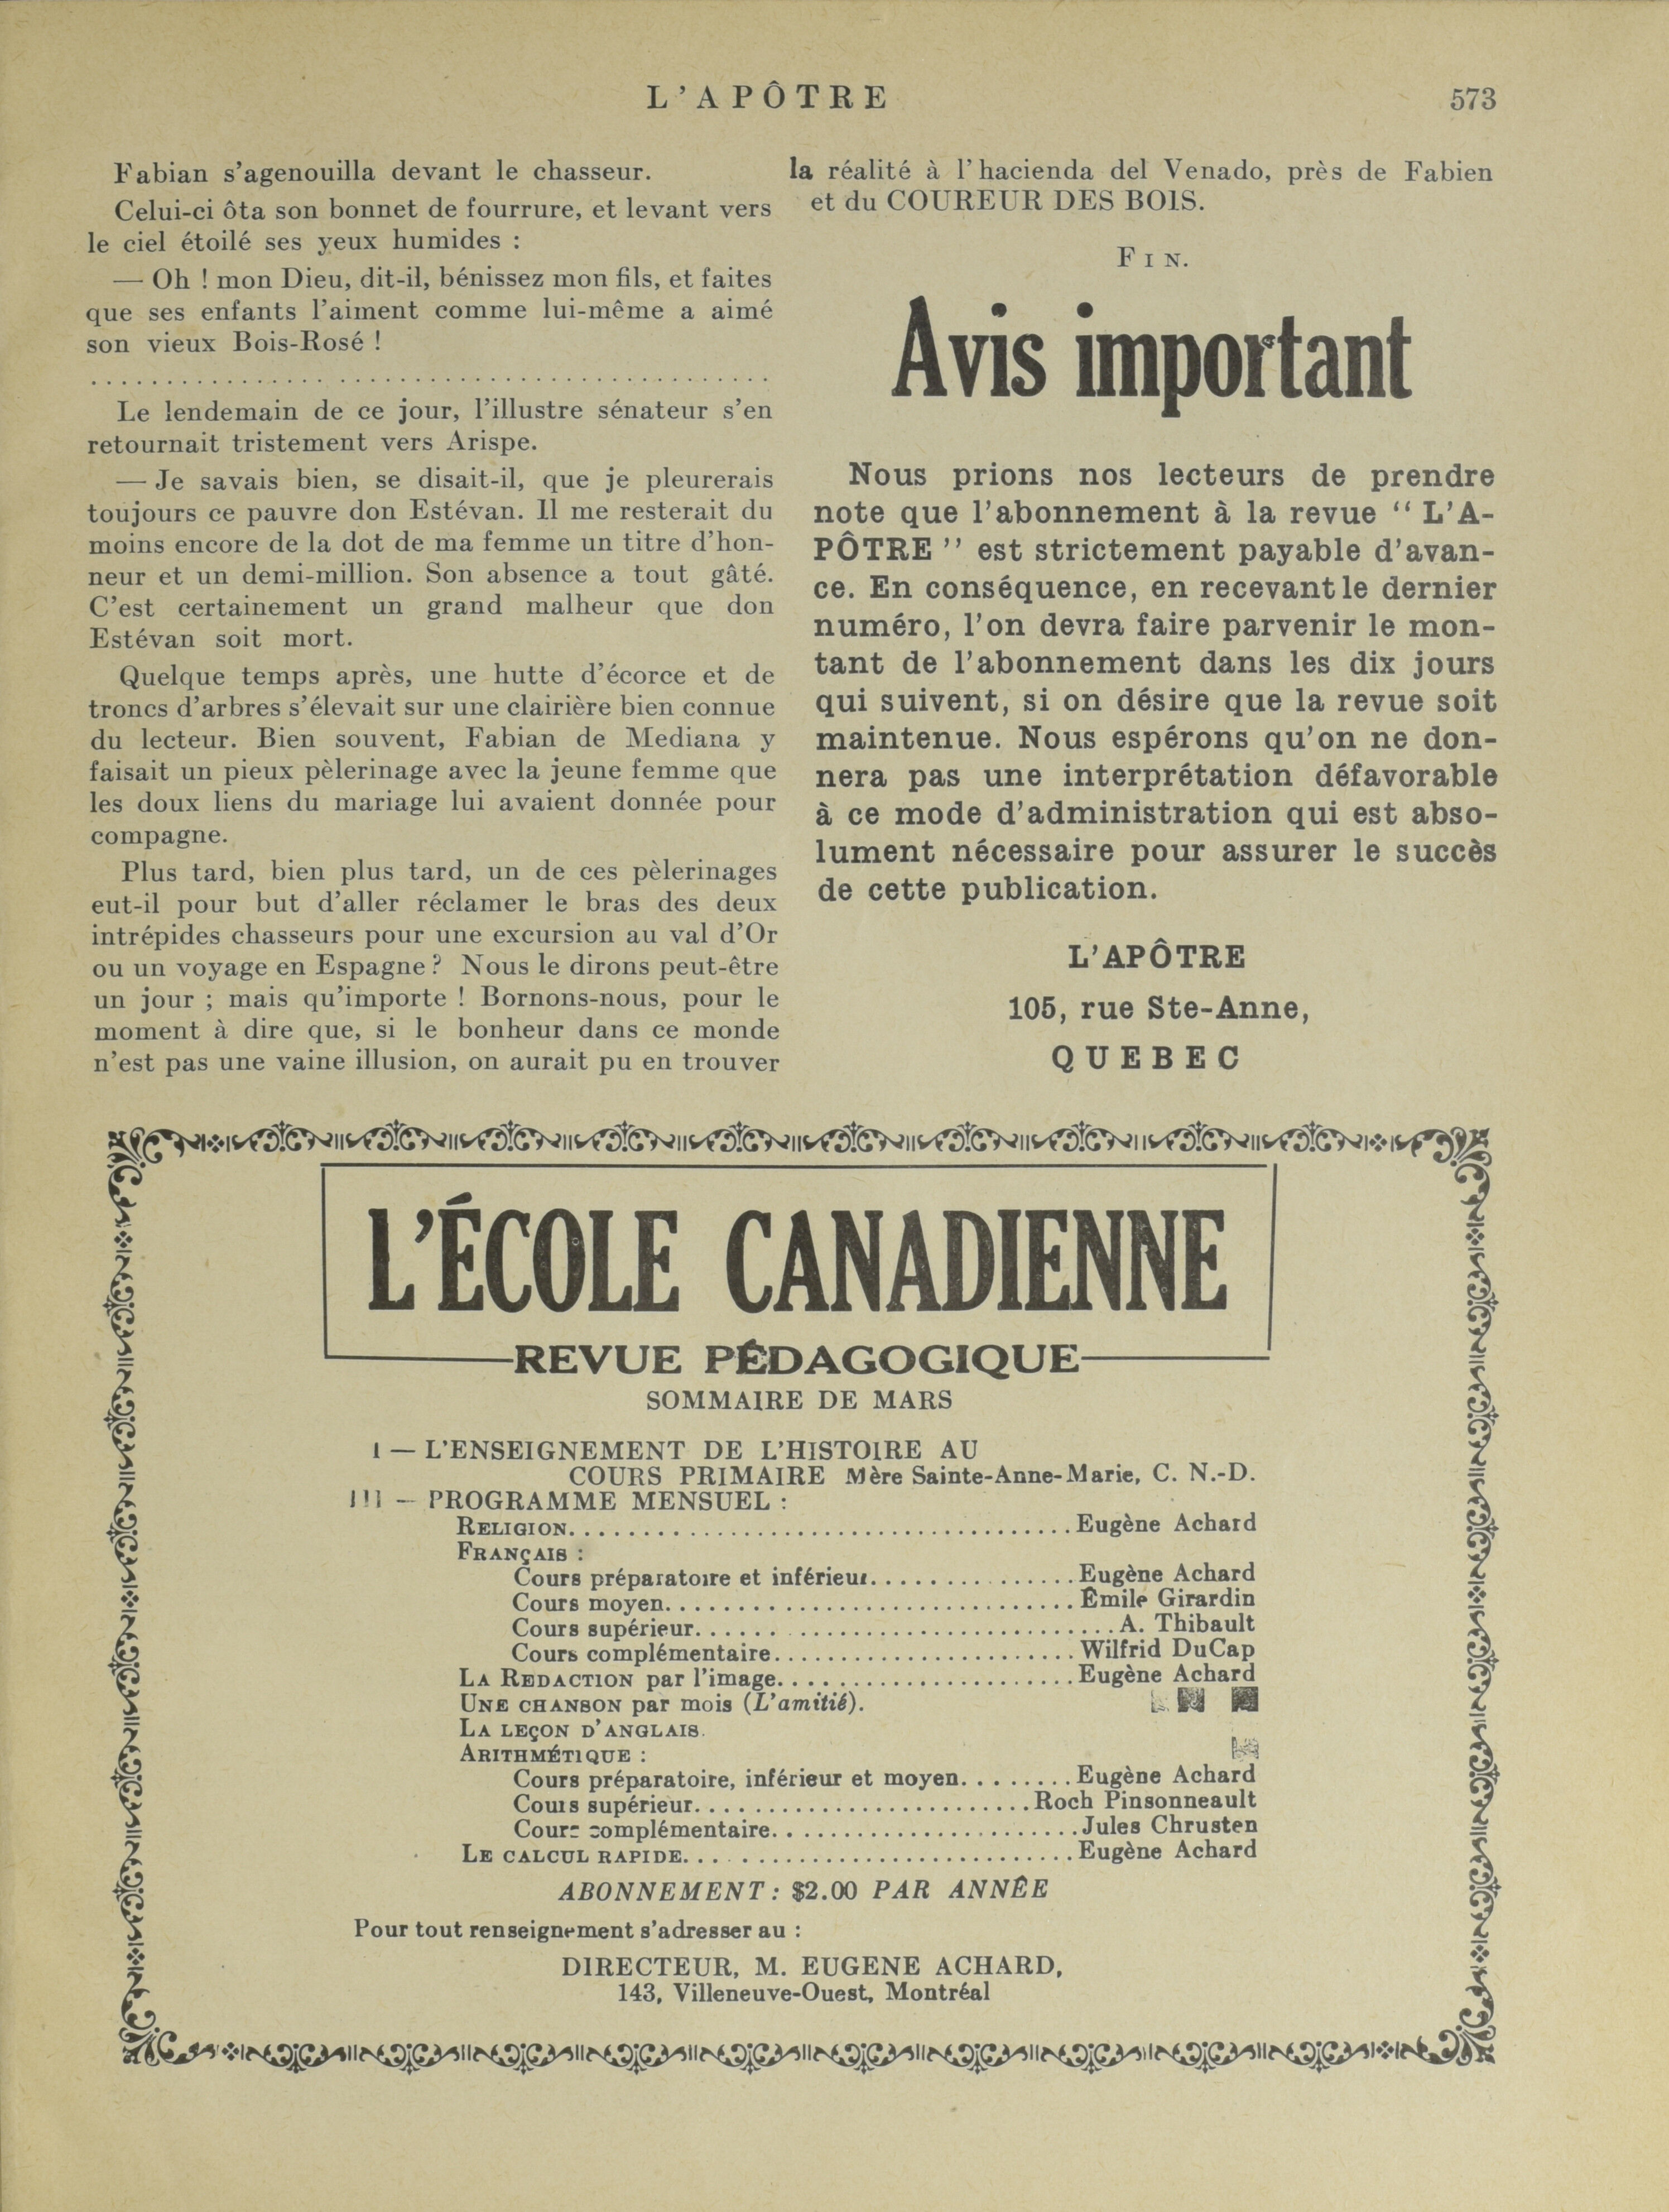 L'APÔTRE
573
Fabian s'agenouilla devant le chasseur.
Celui-ci ôta son bonnet de fourrure, et levant vers
le ciel étoilé ses yeux humides :
— Oh ! mon Dieu, dit-il, bénissez mon fils, et faites
que ses enfants l'aiment comme lui-même a aimé
son vieux Bois-Rosé !
. . . . . . . . . . . . . . . . . . . . . . . . . . . . . . . . . . . . . . . . . . . . . .
Le lendemain de ce jour, l'illustre sénateur s'en
retournait tristement vers Arispe.
— Je savais bien, se disait-il, que je pleurerais
toujours ce pauvre don Estévan. Il me resterait du
moins encore de la dot de ma femme un titre d'hon-
neur et un demi-million. Son absence a tout gâté.
C'est certainement un grand malheur que don
Estévan soit mort.
Quelque temps après, une hutte d'écorce et de
troncs d'arbres s'élevait sur une clairière bien connue
du lecteur. Bien souvent, Fabian de Mediana y
faisait un pieux pèlerinage avec la jeune femme que
les doux liens du mariage lui avaient donnée pour
compagne.
Plus tard, bien plus tard, un de ces pèlerinages
eut-il pour but d'aller réclamer le bras des deux
intrépides chasseurs pour une excursion au val d'Or
ou un voyage en Espagne ? Nous le dirons peut-être
un jour ; mais qu'importe ! Bornons-nous, pour le
moment à dire que, si le bonheur dans ce monde
n'est pas une vaine illusion, on aurait pu en trouver
la réalité à l'hacienda del Venado, près de Fabien
et du COUREUR DES BOIS.
FIN.
Avis important
Nous prions nos lecteurs de prendre
note que l'abonnement à la revue " L'A-
PÔTRE " est strictement payable d'avan-
ce. En conséquence, en recevant le dernier
numéro, l'on devra faire parvenir le mon-
tant de l'abonnement dans les dix jours
qui suivent, si on désire que la revue soit
maintenue. Nous espérons qu'on ne don-
nera pas une interprétation défavorable
à ce mode d'administration qui est abso-
lument nécessaire pour assurer le succès
de cette publication.
L'APÔTRE
105, rue Ste-Anne,
QUEBEC
L'ÉCOLE CANADIENNE
REVUE PÉDAGOGIQUE
SOMMAIRE DE MARS
I — L'ENSEIGNEMENT DE L'HISTOIRE AU
COURS PRIMAIRE Mère Sainte-Anne-Marie, C. N.-D.
III — PROGRAMME MENSUEL :
RELIGION. . . . . . . . . . Eugène Achard
FRANÇAIS :
Cours préparatoire et inférieur. . . . . . . . . . Eugène Achard
Cours moyen. . . . . . . . . . Êmile Girardin
Cours supérieur. . . . . . . . . . A. Thibault
Cours complémentaire. . . . . . . . . . Wilfrid DuCap
LA REDACTION par l'image. . . . . . . . . . Eugène Achard
UNE CHANSON par mois (L'amitié).
LA LEÇON D'ANGLAIS.
ARITHMÉTIQUE :
Cours préparatoire, inférieur et moyen. . . . . . . . Eugène Achard
Cours supérieur. . . . . . . . . . Roch Pinsonneault
Cours complémentaire. . . . . . . . . . Jules Chrusten
LE CALCUL RAPIDE. . . . . . . . . . Eugène Achard
ABONNEMENT : $2.00 PAR ANNÊE
Pour tout renseignement s'adresser au :
DIRECTEUR, M. EUGENE ACHARD,
143, Villeneuve-Ouest, Montréal